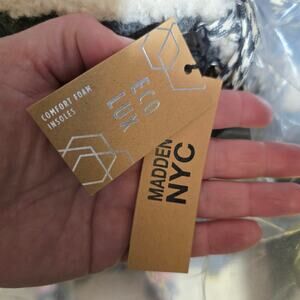 COMFORT FOAM
INSOLES
ECO
LUX
MADDEN
NYC